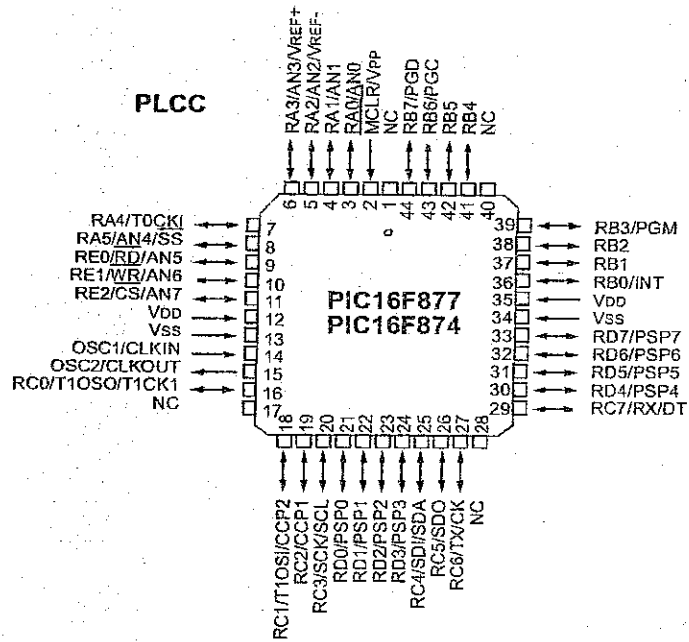 PLCC
RA3/AN3/VREF+
RA2/AN2/VREF-
RA1/AN1
RA0/AN0
MCLR/VPP
NC
RB7/PGD
RB6/PGC
RB5
RB4
NC
6 5 4 3 2 1 44 43 42 41 40
RA4/T0CKI 7
RA5/AN4/SS 8
RE0/RD/AN5 9
RE1/WR/AN6 10
RE2/CS/AN7 11
VDD 12
VSS 13
OSC1/CLKIN 14
OSC2/CLKOUT 15
RC0/T1OSO/T1CK1 16
NC 17
PIC16F877
PIC16F874
39 RB3/PGM
38 RB2
37 RB1
36 RB0/INT
35 VDD
34 VSS
33 RD7/PSP7
32 RD6/PSP6
31 RD5/PSP5
30 RD4/PSP4
29 RC7/RX/DT
18 19 20 21 22 23 24 25 26 27 28
RC1/T1OSI/CCP2
RC2/CCP1
RC3/SCK/SCL
RD0/PSP0
RD1/PSP1
RD2/PSP2
RD3/PSP3
RC4/SDI/SDA
RC5/SDO
RC6/TX/CK
NC